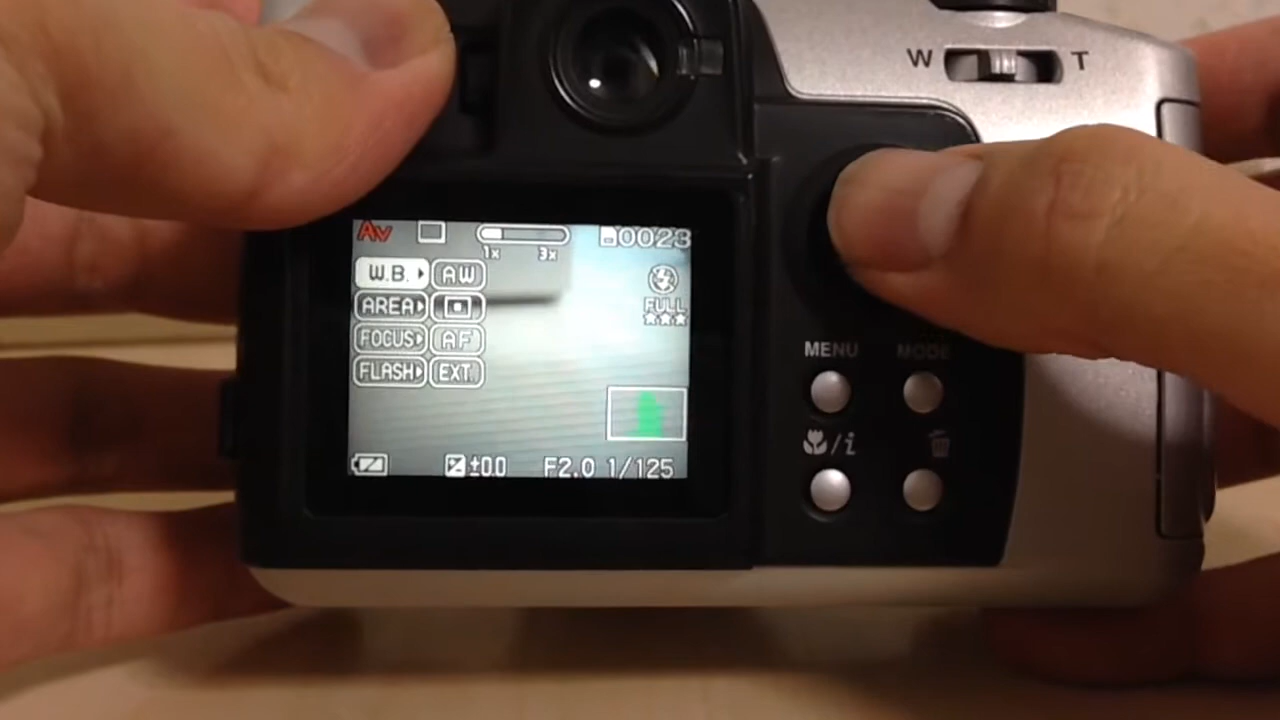 W T
Av 0023
1x 3x
W.B. AW
AREA
FULL
FOCUS AF
FLASH EXT.
±0.0 F2.0 1/125
MENU MODE
/i